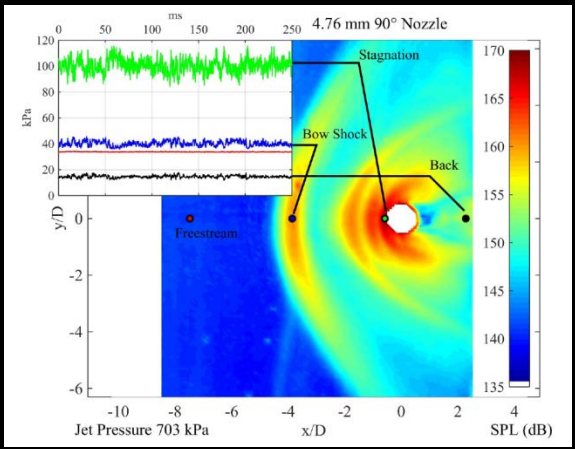 ms
4.76 mm 90° Nozzle
0 50 100 150 200 250
120
100
80
60
40
20
0
kPa
Stagnation
Bow Shock
Back
Freestream
y/D
0
-2
-4
-6
-10 -8 -6 -4 -2 0 2 4
x/D
Jet Pressure 703 kPa
170
165
160
155
150
145
140
135
SPL (dB)